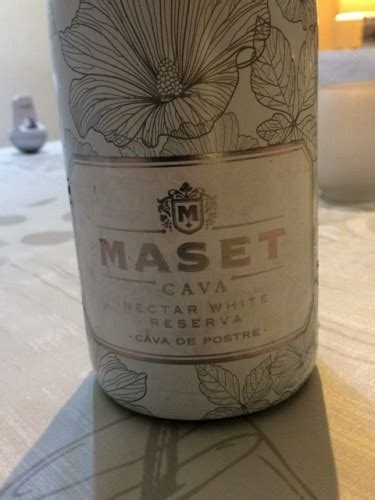 M
MASET
CAVA
NECTAR WHITE
RESERVA
· CAVA DE POSTRE ·